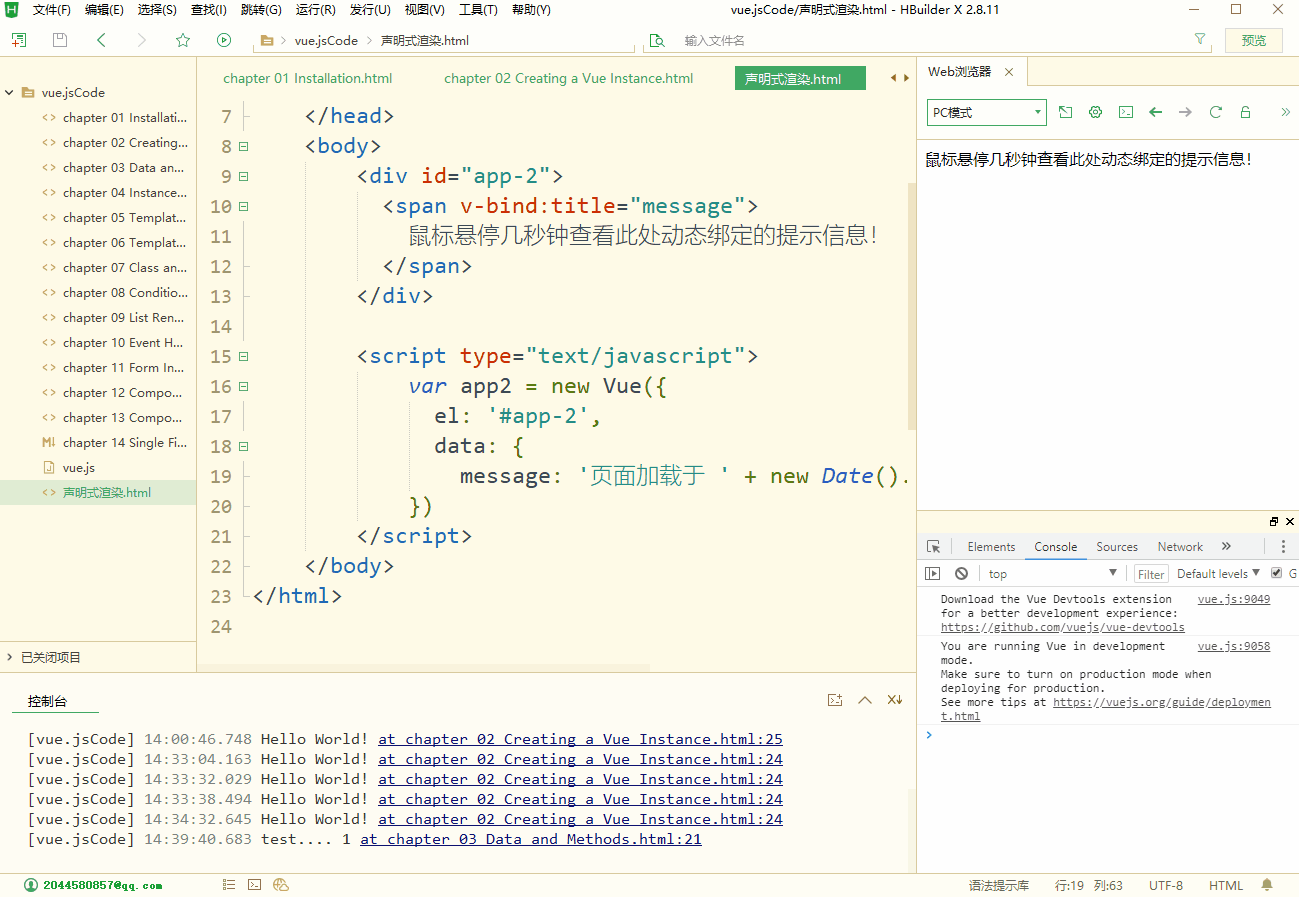 文件(F) 编辑(E) 选择(S) 查找(I) 跳转(G) 运行(R) 发行(U) 视图(V) 工具(T) 帮助(Y) vue.jsCode/声明式渲染.html - HBuilder X 2.8.11
vue.jsCode 声明式渲染.html 输入文件名 预览
vue.jsCode
chapter 01 Installati...
chapter 02 Creating...
chapter 03 Data an...
chapter 04 Instance...
chapter 05 Templat...
chapter 06 Templat...
chapter 07 Class an...
chapter 08 Conditio...
chapter 09 List Ren...
chapter 10 Event H...
chapter 11 Form In...
chapter 12 Compo...
chapter 13 Compo...
chapter 14 Single Fi...
vue.js
声明式渲染.html
已关闭项目
chapter 01 Installation.html chapter 02 Creating a Vue Instance.html 声明式渲染.html
7 </head>
8 <body>
9 <div id="app-2">
10 <span v-bind:title="message">
11 鼠标悬停几秒钟查看此处动态绑定的提示信息！
12 </span>
13 </div>
14
15 <script type="text/javascript">
16 var app2 = new Vue({
17 el: '#app-2',
18 data: {
19 message: '页面加载于 ' + new Date().
20 })
21 </script>
22 </body>
23 </html>
24
Web浏览器
PC模式
鼠标悬停几秒钟查看此处动态绑定的提示信息！
Elements Console Sources Network
top Filter Default levels G
Download the Vue Devtools extension vue.js:9049
for a better development experience:
https://github.com/vuejs/vue-devtools
You are running Vue in development vue.js:9058
mode.
Make sure to turn on production mode when
deploying for production.
See more tips at https://vuejs.org/guide/deploymen
t.html
控制台
[vue.jsCode] 14:00:46.748 Hello World! at chapter 02 Creating a Vue Instance.html:25
[vue.jsCode] 14:33:04.163 Hello World! at chapter 02 Creating a Vue Instance.html:24
[vue.jsCode] 14:33:32.029 Hello World! at chapter 02 Creating a Vue Instance.html:24
[vue.jsCode] 14:33:38.494 Hello World! at chapter 02 Creating a Vue Instance.html:24
[vue.jsCode] 14:34:32.645 Hello World! at chapter 02 Creating a Vue Instance.html:24
[vue.jsCode] 14:39:40.683 test.... 1 at chapter 03 Data and Methods.html:21
2044580857@qq.com 语法提示库 行:19 列:63 UTF-8 HTML